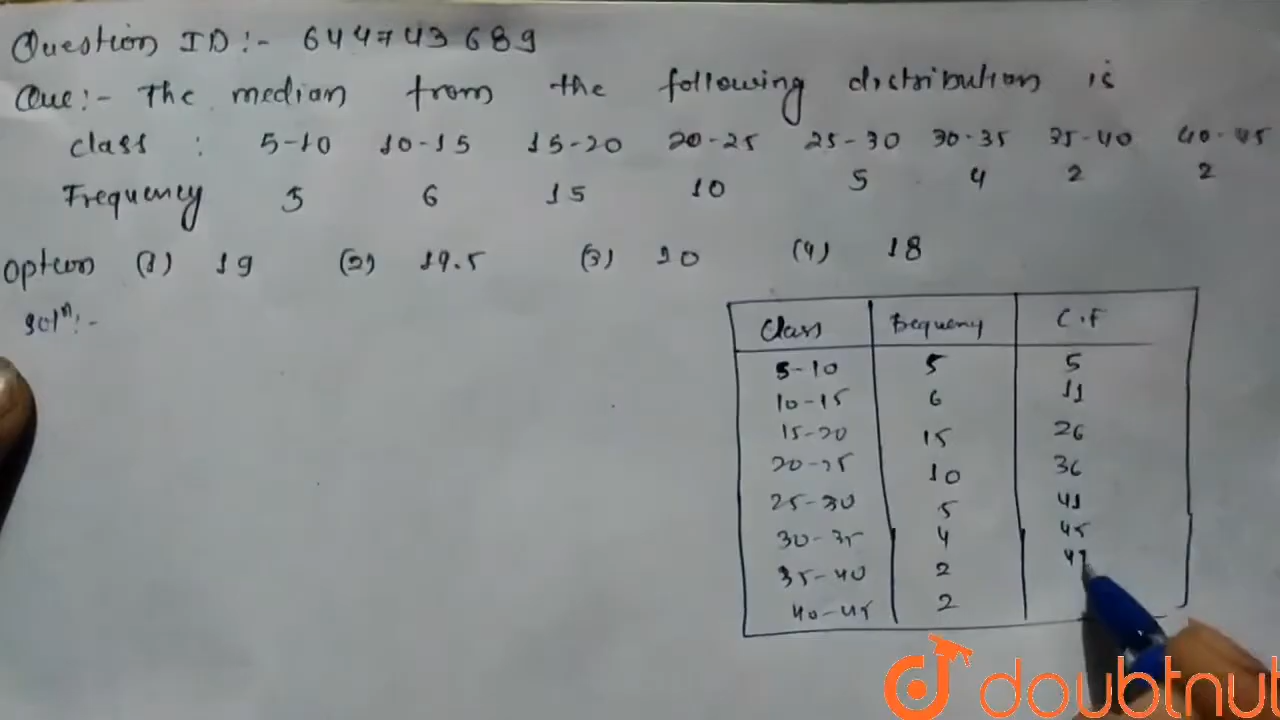 Question ID:- 644743689
Que:- The median from the following distribution is
class : 5-10 10-15 15-20 20-25 25-30 30-35 35-40 40-45
Frequency 5 6 15 10 5 4 2 2
option (1) 19 (2) 19.5 (3) 20 (4) 18
solⁿ:-
Class Frequency C.F
5-10 5 5
10-15 6 11
15-20 15 26
20-25 10 36
25-30 5 41
30-35 4 45
35-40 2
40-45 2
doubtnut